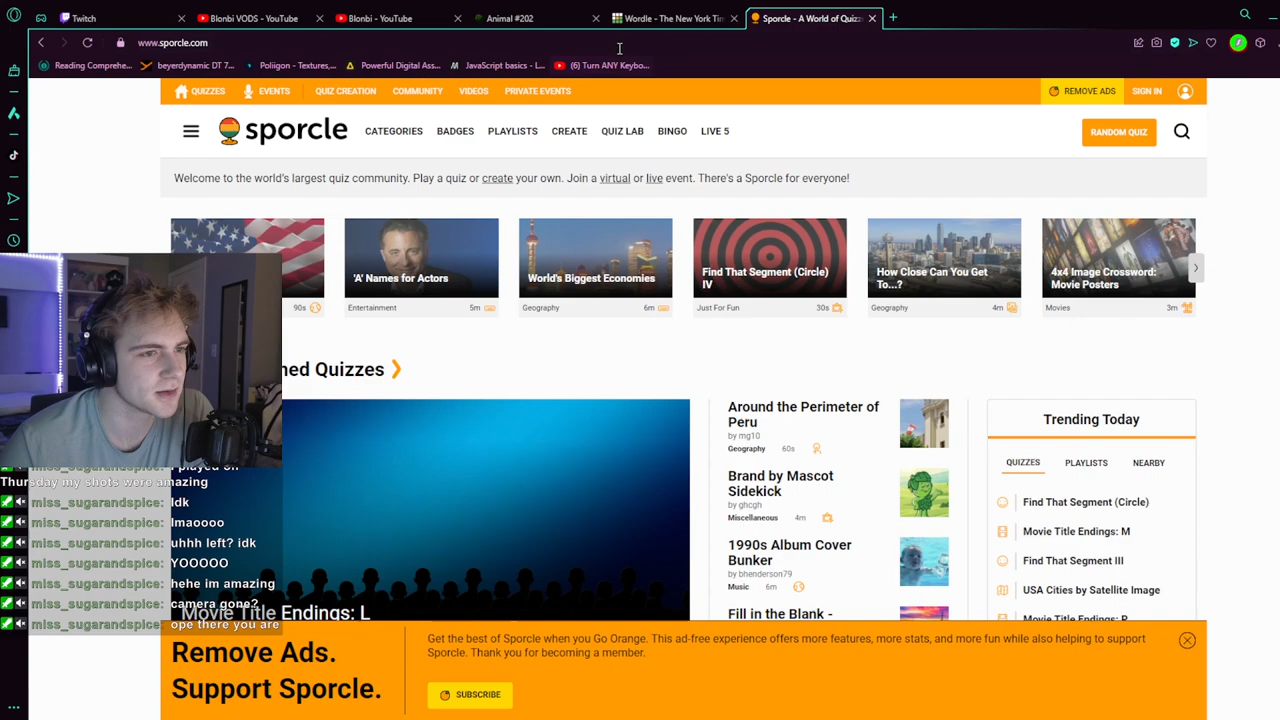 Twitch
Blonbi VODS - YouTube
Blonbi - YouTube
Animal #202
Wordle - The New York Tim
Sporcle - A World of Quizz
www.sporcle.com
Reading Comprehe...
beyerdynamic DT 7...
Poliigon - Textures,...
Powerful Digital Ass...
JavaScript basics - L...
(6) Turn ANY Keybo...
QUIZZES
EVENTS
QUIZ CREATION
COMMUNITY
VIDEOS
PRIVATE EVENTS
REMOVE ADS
SIGN IN
sporcle
CATEGORIES
BADGES
PLAYLISTS
CREATE
QUIZ LAB
BINGO
LIVE 5
RANDOM QUIZ
Welcome to the world's largest quiz community. Play a quiz or create your own. Join a virtual or live event. There's a Sporcle for everyone!
90s
'A' Names for Actors
Entertainment 5m
World's Biggest Economies
Geography 6m
Find That Segment (Circle)
IV
Just For Fun 30s
How Close Can You Get
To...?
Geography 4m
4x4 Image Crossword:
Movie Posters
Movies 3m
ned Quizzes
Movie Title Endings: L
Around the Perimeter of
Peru
by mg10
Geography 60s
Brand by Mascot
Sidekick
by ghcgh
Miscellaneous 4m
1990s Album Cover
Bunker
by bhenderson79
Music 6m
Fill in the Blank -
Trending Today
QUIZZES
PLAYLISTS
NEARBY
Find That Segment (Circle)
Movie Title Endings: M
Find That Segment III
USA Cities by Satellite Image
Movie Title Endings: P
miss_sugarandspice: I played on
Thursday my shots were amazing
miss_sugarandspice: Idk
miss_sugarandspice: lmaoooo
miss_sugarandspice: uhhh left? idk
miss_sugarandspice: YOOOOO
miss_sugarandspice: hehe im amazing
miss_sugarandspice: camera gone?
miss_sugarandspice: ope there you are
Remove Ads.
Support Sporcle.
Get the best of Sporcle when you Go Orange. This ad-free experience offers more features, more stats, and more fun while also helping to support
Sporcle. Thank you for becoming a member.
SUBSCRIBE